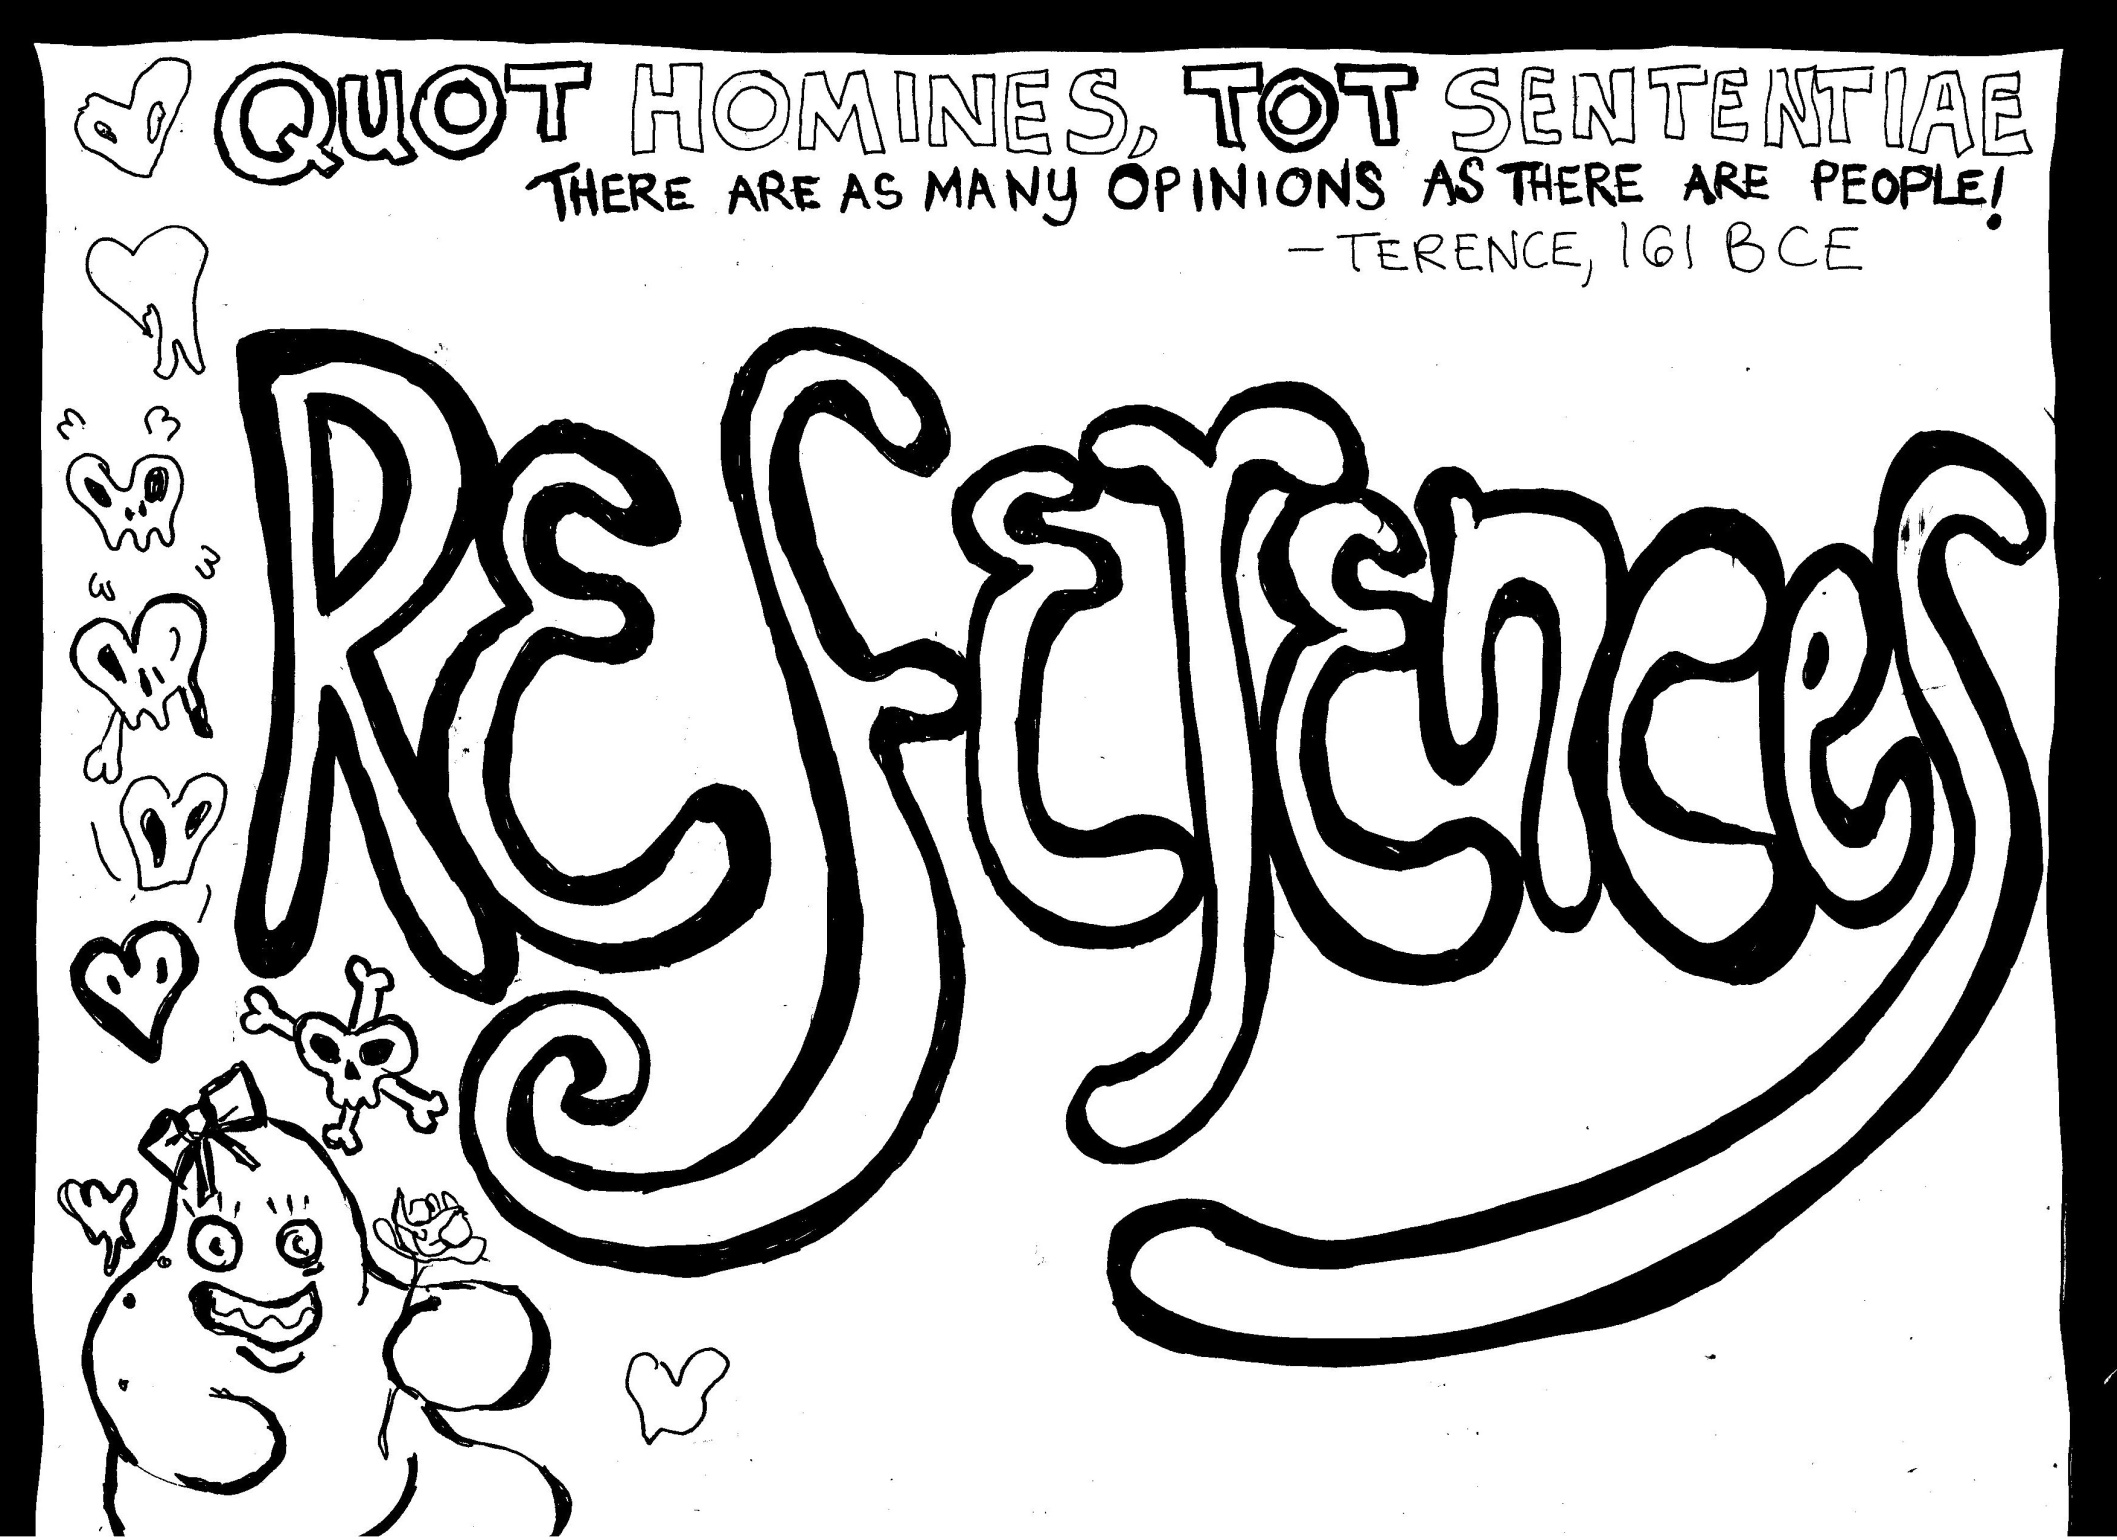 QUOT HOMINES, TOT SENTENTIAE
THERE ARE AS MANY OPINIONS AS THERE ARE PEOPLE!
- TERENCE, 161 BCE
REFERENCES